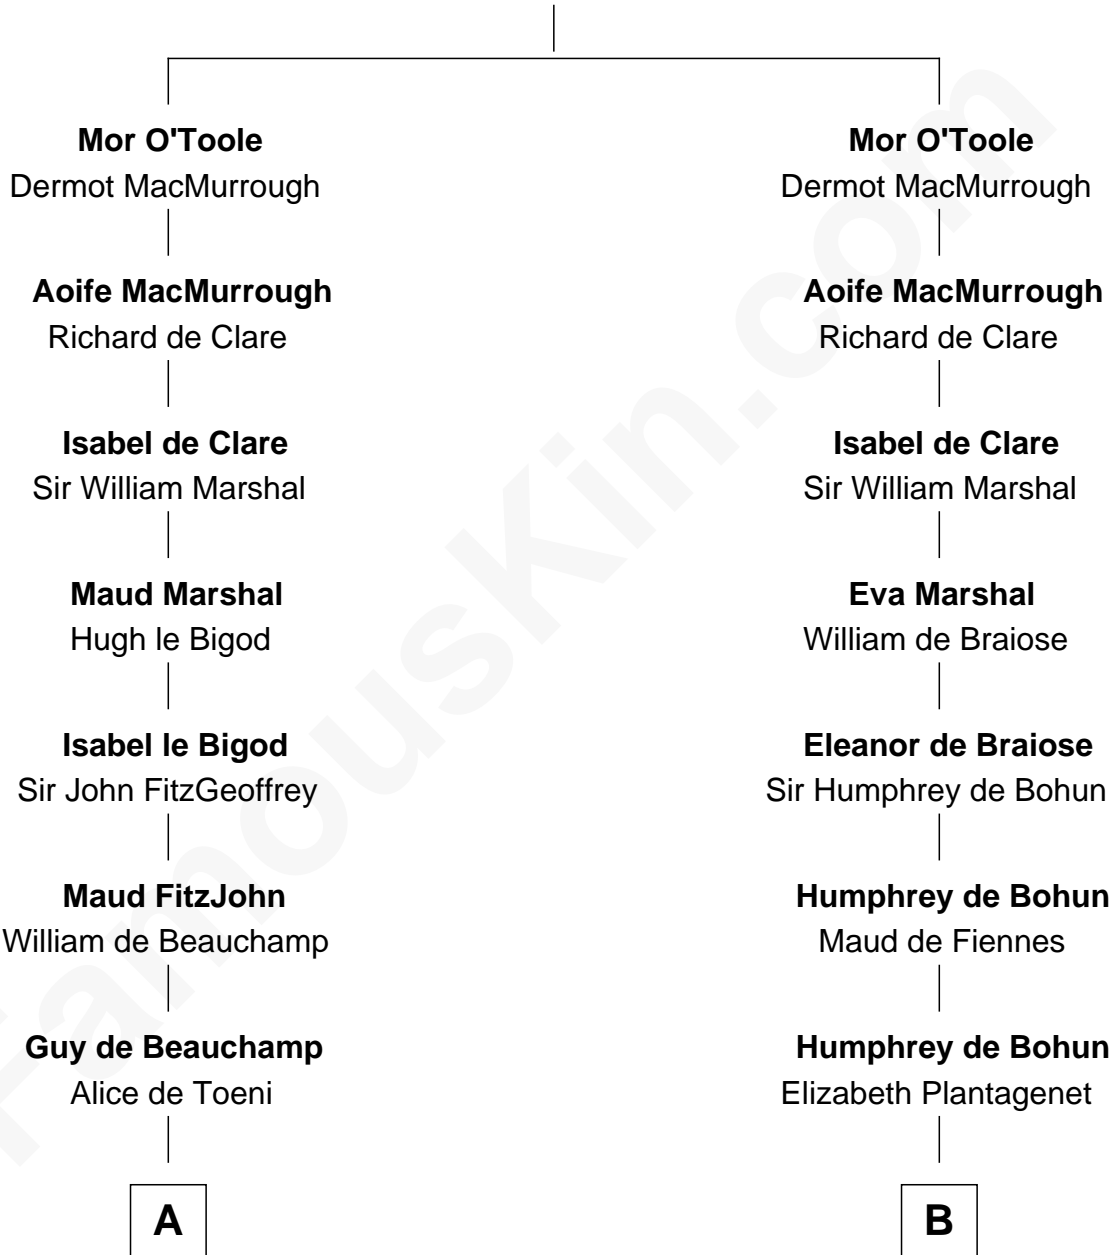 Mor O'Toole
Dermot MacMurrough
Aoife MacMurrough
Richard de Clare
Isabel de Clare
Sir William Marshal
Maud Marshal
Hugh le Bigod
Isabel le Bigod
Sir John FitzGeoffrey
Maud FitzJohn
William de Beauchamp
Guy de Beauchamp
Alice de Toeni
A
Mor O'Toole
Dermot MacMurrough
Aoife MacMurrough
Richard de Clare
Isabel de Clare
Sir William Marshal
Eva Marshal
William de Braiose
Eleanor de Braiose
Sir Humphrey de Bohun
Humphrey de Bohun
Maud de Fiennes
Humphrey de Bohun
Elizabeth Plantagenet
B
FamousKin.com